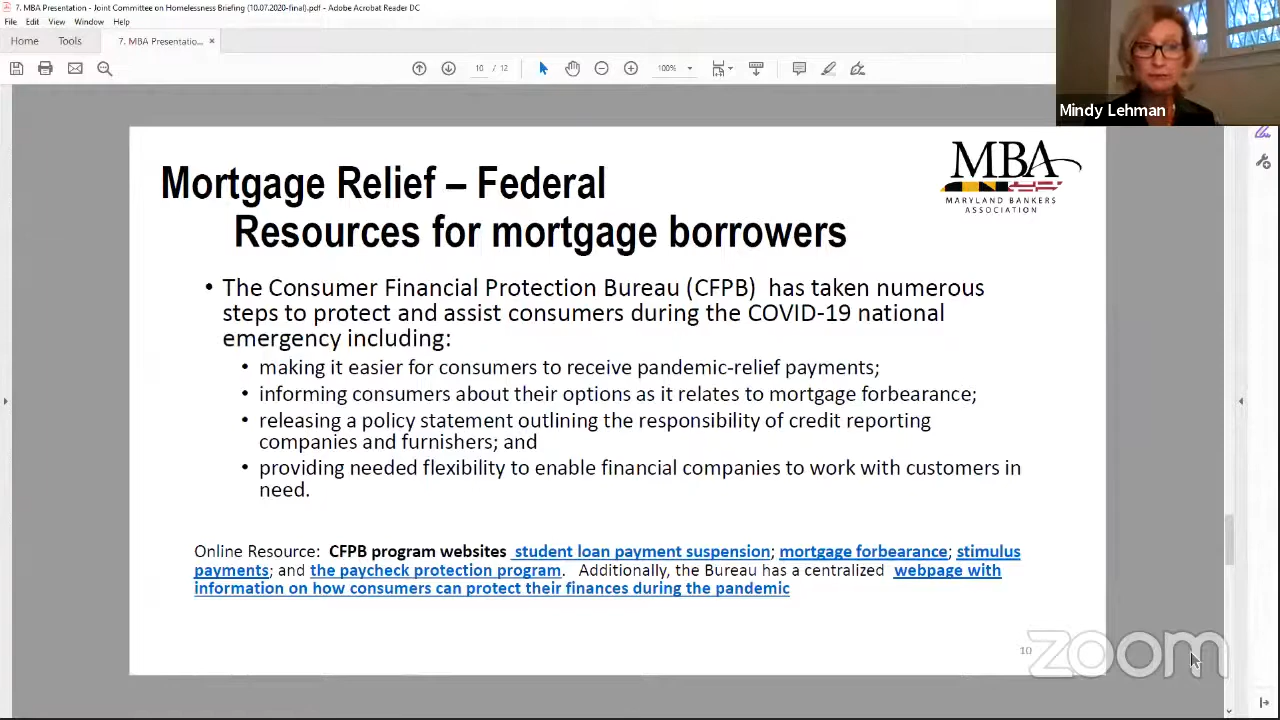 7. MBA Presentation - Joint Committee on Homelessness Briefing (10.07.2020-final).pdf - Adobe Acrobat Reader DC
File Edit View Window Help
Home Tools 7. MBA Presentatio... ×
10 / 12 100%
Mindy Lehman
MBA
MARYLAND BANKERS
ASSOCIATION
Mortgage Relief – Federal
Resources for mortgage borrowers
• The Consumer Financial Protection Bureau (CFPB) has taken numerous
steps to protect and assist consumers during the COVID-19 national
emergency including:
• making it easier for consumers to receive pandemic-relief payments;
• informing consumers about their options as it relates to mortgage forbearance;
• releasing a policy statement outlining the responsibility of credit reporting
companies and furnishers; and
• providing needed flexibility to enable financial companies to work with customers in
need.
Online Resource: CFPB program websites student loan payment suspension; mortgage forbearance; stimulus
payments; and the paycheck protection program. Additionally, the Bureau has a centralized webpage with
information on how consumers can protect their finances during the pandemic
10
zoom